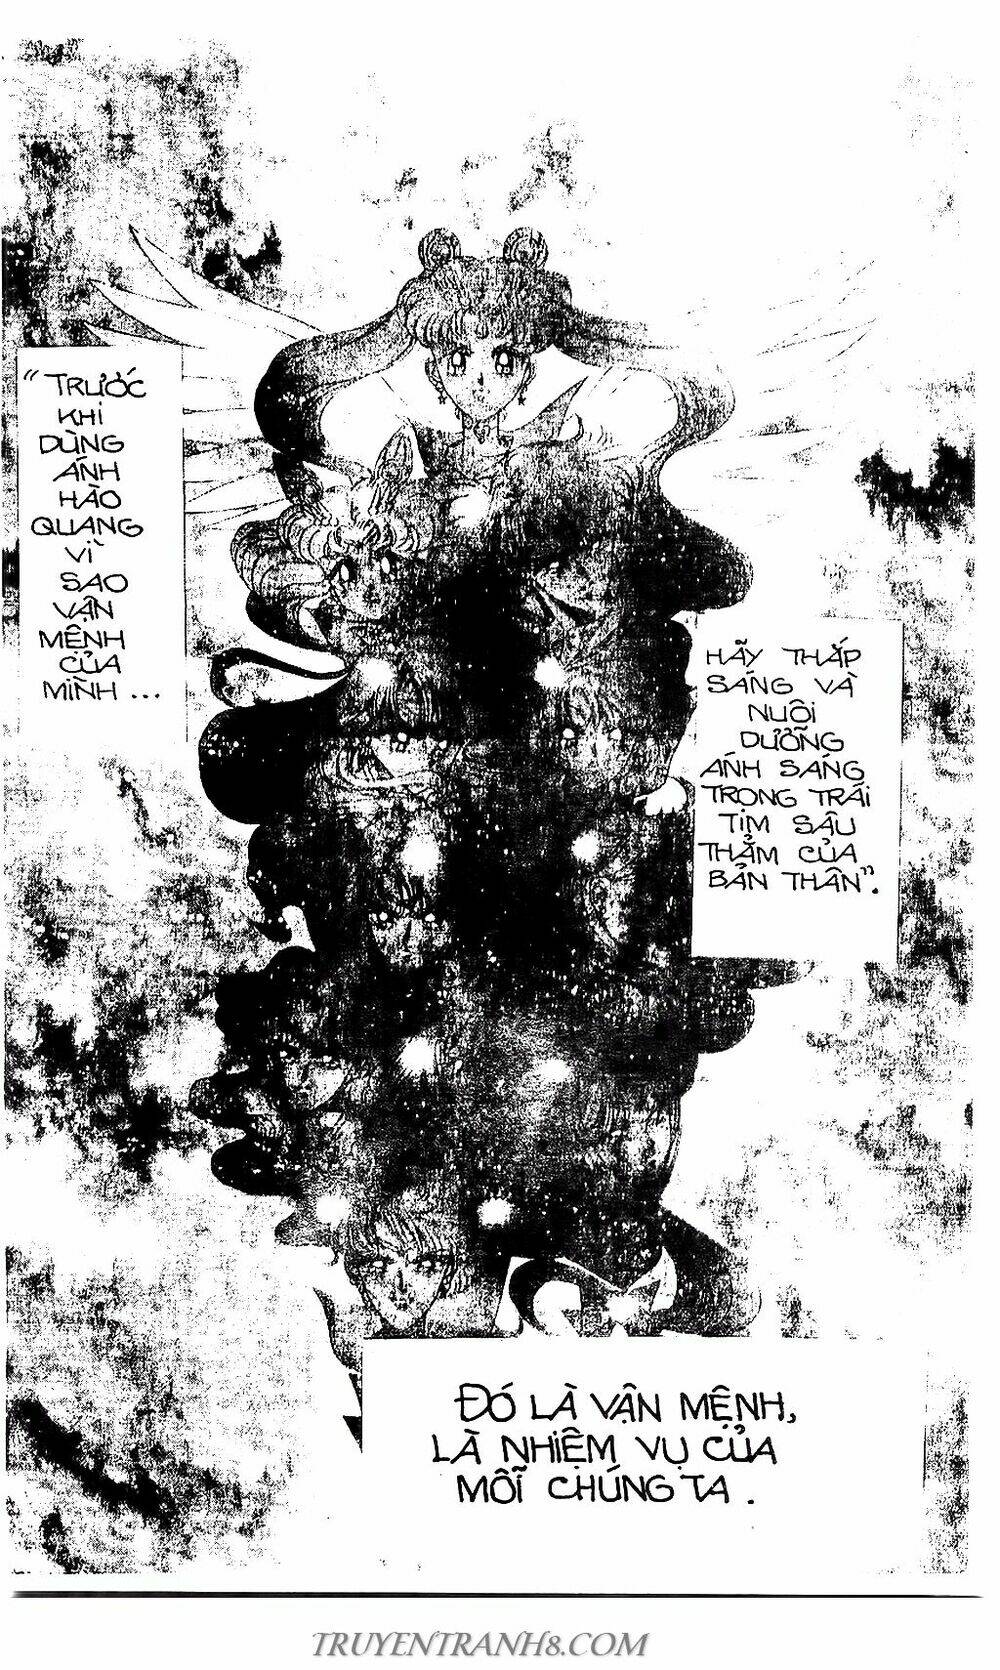 "TRƯỚC
KHI
DÙNG
ÁNH
HÀO
QUANG
VÌ
SAO
VẬN
MỆNH
CỦA
MÌNH ...
HÃY THẮP
SÁNG VÀ
NUÔI
DƯỠNG
ÁNH SÁNG
TRONG TRÁI
TIM SÂU
THẲM CỦA
BẢN THÂN".
ĐÓ LÀ VẬN MỆNH,
LÀ NHIỆM VỤ CỦA
MỖI CHÚNG TA.
TRUYENTRANH8.COM